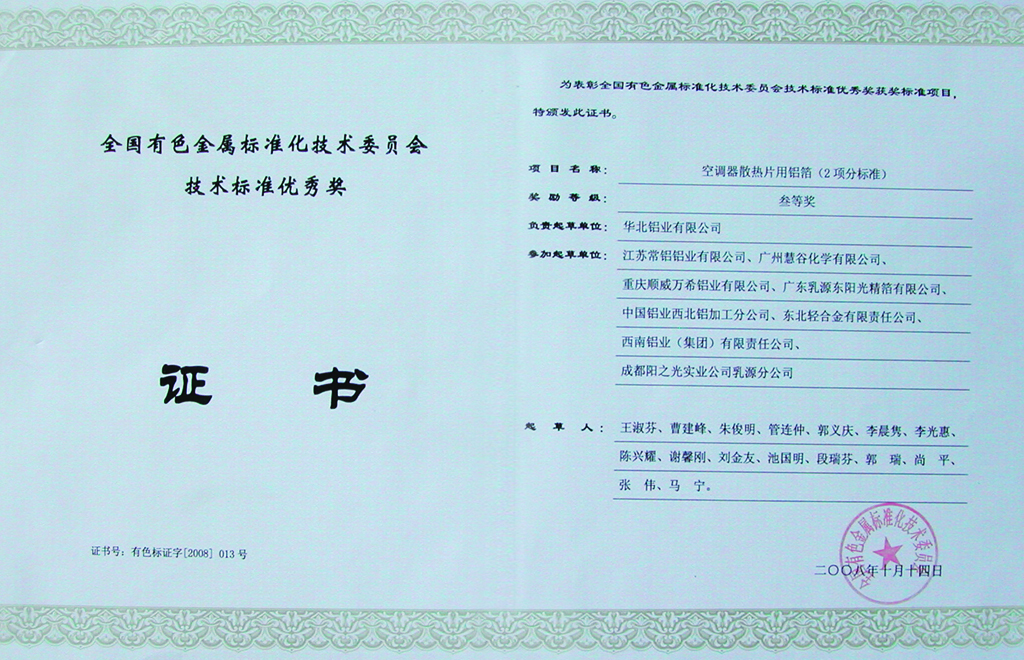 全国有色金属标准化技术委员会
技术标准优秀奖
证 书
证书号：有色标证字[2008] 013 号
为表彰全国有色金属标准化技术委员会技术标准优秀奖获奖标准项目，
特颁发此证书。
项目名称： 空调器散热片用铝箔（2 项分标准）
奖励等级： 叁等奖
负责起草单位： 华北铝业有限公司
参加起草单位： 江苏常铝铝业有限公司、广州慧谷化学有限公司、
重庆顺威万希铝业有限公司、广东乳源东阳光精箔有限公司、
中国铝业西北铝加工分公司、东北轻合金有限责任公司、
西南铝业（集团）有限责任公司、
成都阳之光实业公司乳源分公司
起草人： 王淑芬、曹建峰、朱俊明、管连仲、郭义庆、李晨隽、李光惠、
陈兴耀、谢馨刚、刘金友、池国明、段瑞芬、郭 瑞、尚 平、
张 伟、马 宁。
全国有色金属标准化技术委员会
二〇〇八年十月十四日